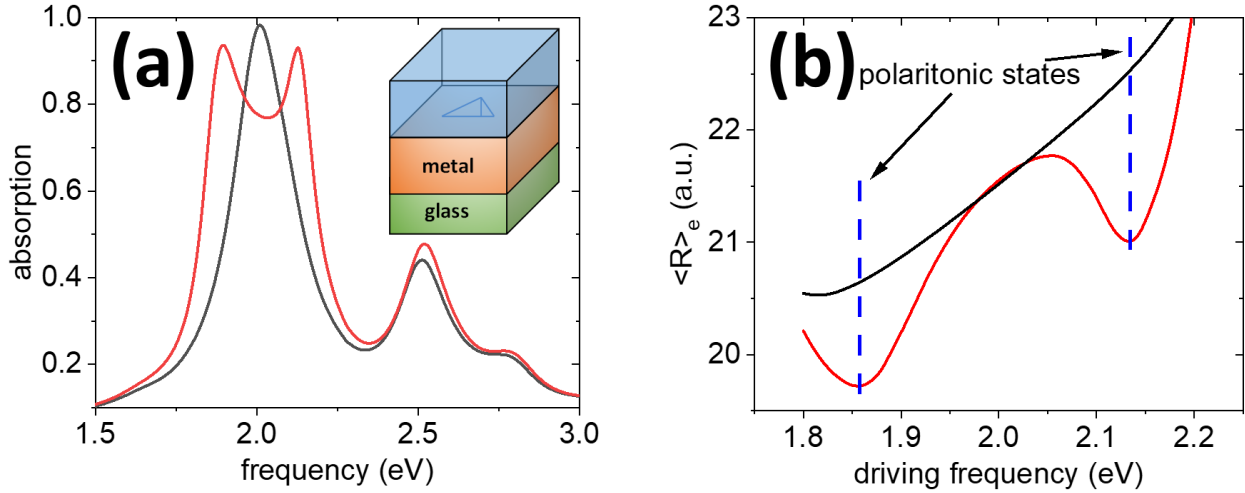 (a)
absorption
1.0
0.8
0.6
0.4
0.2
metal
glass
1.5
2.0
2.5
3.0
frequency (eV)
(b)
polaritonic states
<R>e (a.u.)
23
22
21
20
1.8
1.9
2.0
2.1
2.2
driving frequency (eV)